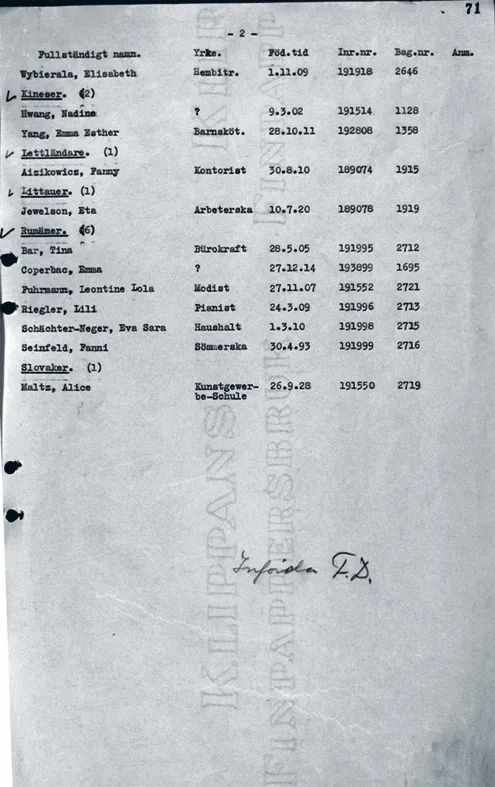 71
- 2 -
Fullständigt namn. Yrke. Föd.tid Inr.nr. Bag.nr. Anm.
Wybierala, Elisabeth Hembitr. 1.11.09 191918 2646
Kineser. (2)
Hwang, Nadine ? 9.3.02 191514 1128
Yang, Emma Esther Barnsköt. 28.10.11 192808 1358
Lettländare. (1)
Aizikowicz, Fanny Kontorist 30.8.10 189074 1915
Littauer. (1)
Jewelson, Eta Arbeterska 10.7.20 189078 1919
Rumäner. (6)
Bar, Tina Bürokraft 28.5.05 191995 2712
Coperbac, Emma ? 27.12.14 193899 1695
Fuhrmann, Leontine Lola Modist 27.11.07 191552 2721
Riegler, Lili Pianist 24.3.09 191996 2713
Schächter-Neger, Eva Sara Haushalt 1.3.10 191998 2715
Seinfeld, Fanni Sömmerska 30.4.93 191999 2716
Slovaker. (1)
Maltz, Alice Kunstgewer- 26.9.28 191550 2719
be-Schule
Införda F.D.
KLIPPANS
FINPAPPERSBRUK